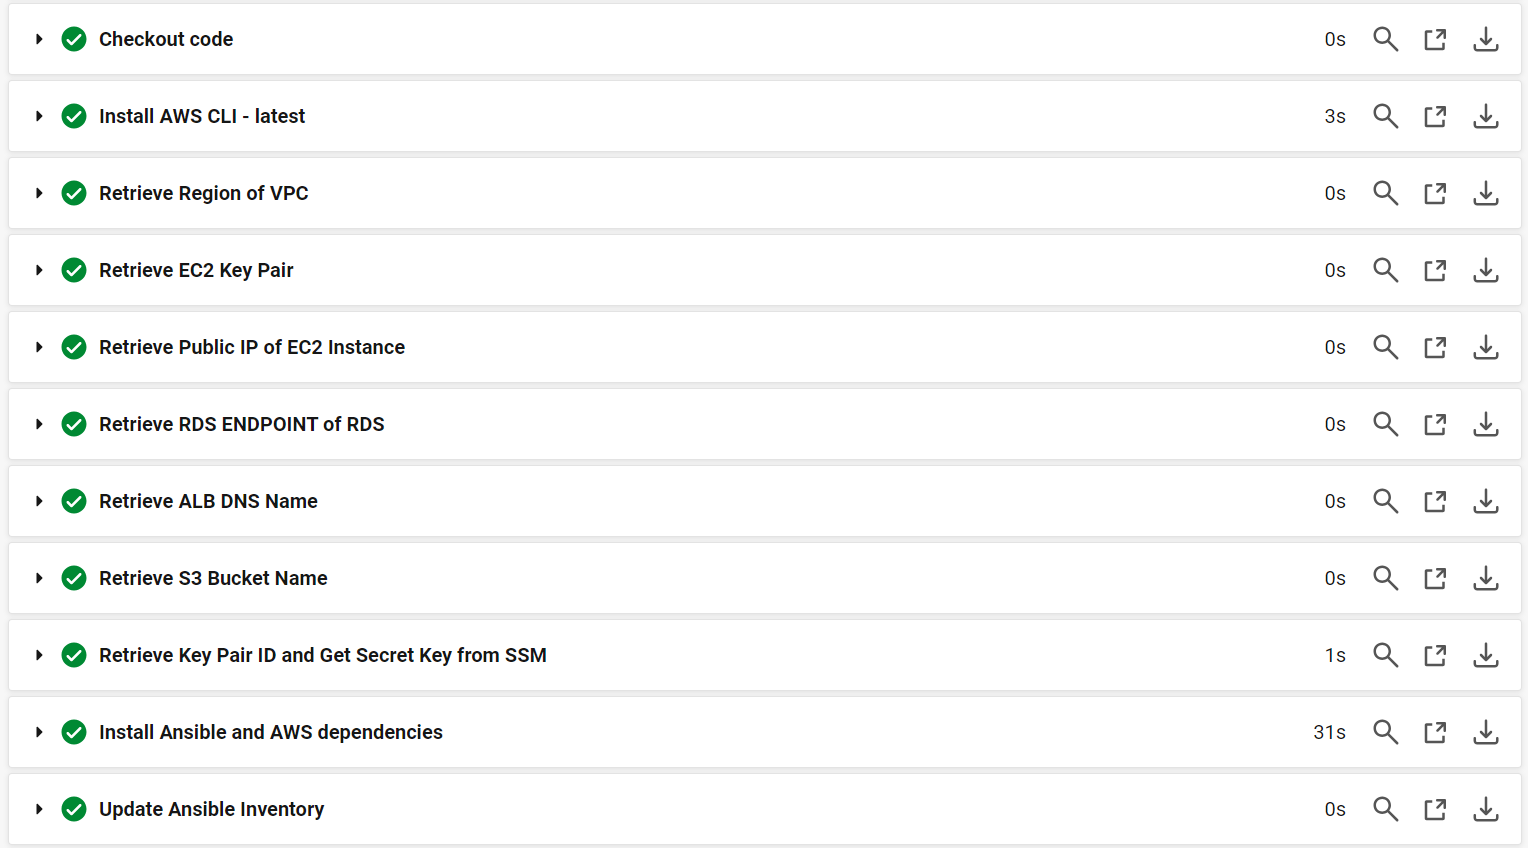 Checkout code 0s
Install AWS CLI - latest 3s
Retrieve Region of VPC 0s
Retrieve EC2 Key Pair 0s
Retrieve Public IP of EC2 Instance 0s
Retrieve RDS ENDPOINT of RDS 0s
Retrieve ALB DNS Name 0s
Retrieve S3 Bucket Name 0s
Retrieve Key Pair ID and Get Secret Key from SSM 1s
Install Ansible and AWS dependencies 31s
Update Ansible Inventory 0s